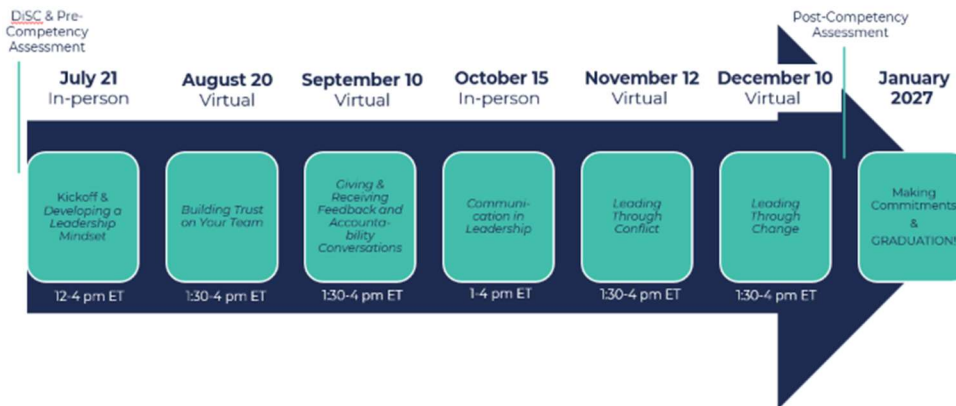 DiSC & Pre-
Competency
Assessment
Post-Competency
Assessment
July 21
In-person
August 20
Virtual
September 10
Virtual
October 15
In-person
November 12
Virtual
December 10
Virtual
January
2027
Kickoff &
Developing a
Leadership
Mindset
Building Trust
on Your Team
Giving &
Receiving
Feedback and
Accounta-
bility
Conversations
Communi-
cation in
Leadership
Leading
Through
Conflict
Leading
Through
Change
Making
Commitments
&
GRADUATION!
12-4 pm ET
1:30-4 pm ET
1:30-4 pm ET
1-4 pm ET
1:30-4 pm ET
1:30-4 pm ET